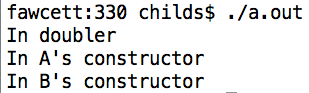 fawcett:330 childs$ ./a.out
In doubler
In A's constructor
In B's constructor